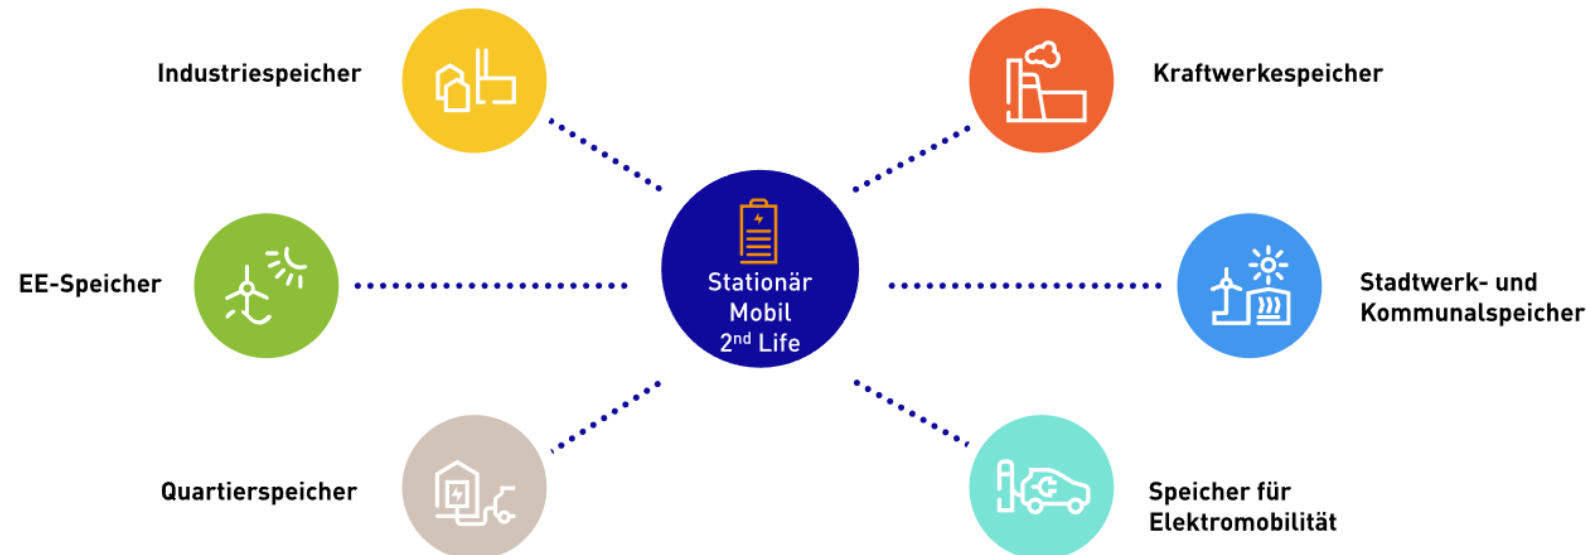 Industriespeicher
Kraftwerkespeicher
EE-Speicher
Stationär
Mobil
2nd Life
Stadtwerk- und
Kommunalspeicher
Quartierspeicher
Speicher für
Elektromobilität